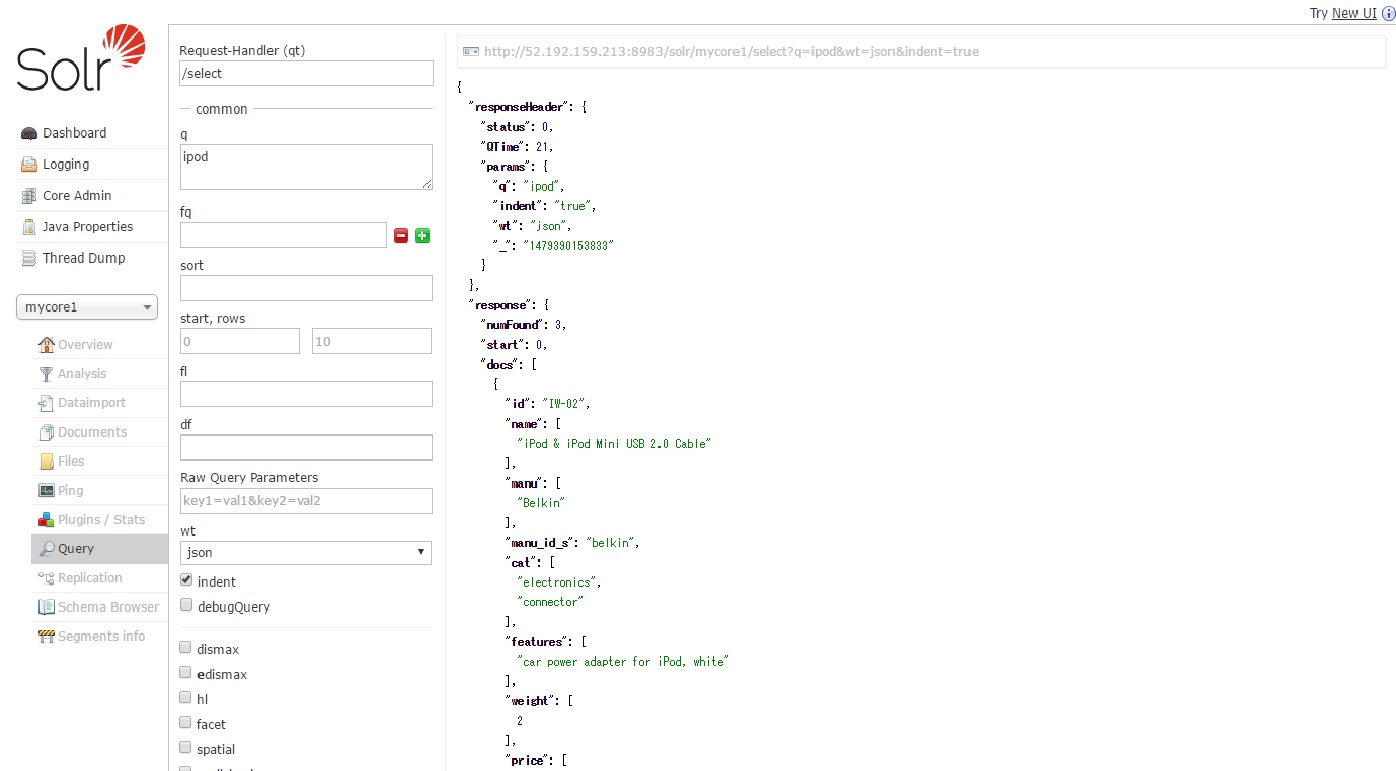 Try New UI
Solr
Dashboard
Logging
Core Admin
Java Properties
Thread Dump
mycore1
Overview
Analysis
Dataimport
Documents
Files
Ping
Plugins / Stats
Query
Replication
Schema Browser
Segments info
Request-Handler (qt)
/select
common
q
ipod
fq
sort
start, rows
0 10
fl
df
Raw Query Parameters
key1=val1&key2=val2
wt
json
indent
debugQuery
dismax
edismax
hl
facet
spatial
http://52.192.159.213:8983/solr/mycore1/select?q=ipod&wt=json&indent=true
{
"responseHeader": {
"status": 0,
"QTime": 21,
"params": {
"q": "ipod",
"indent": "true",
"wt": "json",
"_": "1479390153833"
}
},
"response": {
"numFound": 3,
"start": 0,
"docs": [
{
"id": "IW-02",
"name": [
"iPod & iPod Mini USB 2.0 Cable"
],
"manu": [
"Belkin"
],
"manu_id_s": "belkin",
"cat": [
"electronics",
"connector"
],
"features": [
"car power adapter for iPod, white"
],
"weight": [
2
],
"price": [